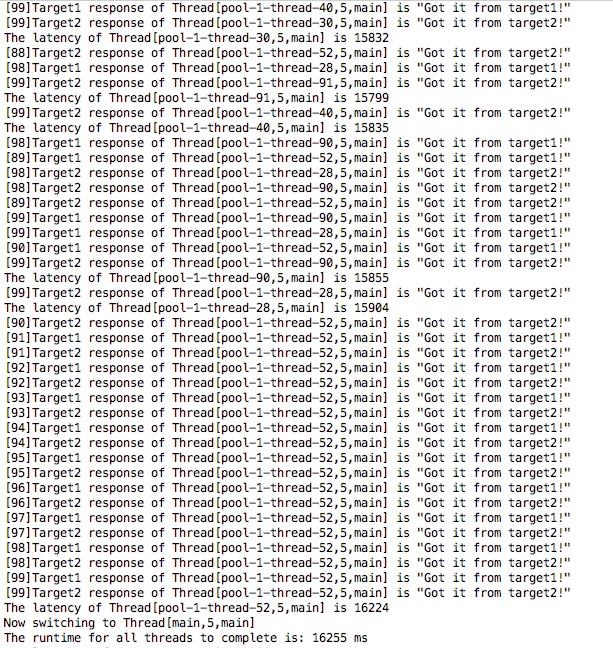 [99]Target1 response of Thread[pool-1-thread-40,5,main] is "Got it from target1!"
[99]Target2 response of Thread[pool-1-thread-30,5,main] is "Got it from target2!"
The latency of Thread[pool-1-thread-30,5,main] is 15832
[88]Target2 response of Thread[pool-1-thread-52,5,main] is "Got it from target2!"
[98]Target1 response of Thread[pool-1-thread-28,5,main] is "Got it from target1!"
[99]Target2 response of Thread[pool-1-thread-91,5,main] is "Got it from target2!"
The latency of Thread[pool-1-thread-91,5,main] is 15799
[99]Target2 response of Thread[pool-1-thread-40,5,main] is "Got it from target2!"
The latency of Thread[pool-1-thread-40,5,main] is 15835
[98]Target1 response of Thread[pool-1-thread-90,5,main] is "Got it from target1!"
[89]Target1 response of Thread[pool-1-thread-52,5,main] is "Got it from target1!"
[98]Target2 response of Thread[pool-1-thread-28,5,main] is "Got it from target2!"
[98]Target2 response of Thread[pool-1-thread-90,5,main] is "Got it from target2!"
[89]Target2 response of Thread[pool-1-thread-52,5,main] is "Got it from target2!"
[99]Target1 response of Thread[pool-1-thread-90,5,main] is "Got it from target1!"
[99]Target1 response of Thread[pool-1-thread-28,5,main] is "Got it from target1!"
[90]Target1 response of Thread[pool-1-thread-52,5,main] is "Got it from target1!"
[99]Target2 response of Thread[pool-1-thread-90,5,main] is "Got it from target2!"
The latency of Thread[pool-1-thread-90,5,main] is 15855
[99]Target2 response of Thread[pool-1-thread-28,5,main] is "Got it from target2!"
The latency of Thread[pool-1-thread-28,5,main] is 15904
[90]Target2 response of Thread[pool-1-thread-52,5,main] is "Got it from target2!"
[91]Target1 response of Thread[pool-1-thread-52,5,main] is "Got it from target1!"
[91]Target2 response of Thread[pool-1-thread-52,5,main] is "Got it from target2!"
[92]Target1 response of Thread[pool-1-thread-52,5,main] is "Got it from target1!"
[92]Target2 response of Thread[pool-1-thread-52,5,main] is "Got it from target2!"
[93]Target1 response of Thread[pool-1-thread-52,5,main] is "Got it from target1!"
[93]Target2 response of Thread[pool-1-thread-52,5,main] is "Got it from target2!"
[94]Target1 response of Thread[pool-1-thread-52,5,main] is "Got it from target1!"
[94]Target2 response of Thread[pool-1-thread-52,5,main] is "Got it from target2!"
[95]Target1 response of Thread[pool-1-thread-52,5,main] is "Got it from target1!"
[95]Target2 response of Thread[pool-1-thread-52,5,main] is "Got it from target2!"
[96]Target1 response of Thread[pool-1-thread-52,5,main] is "Got it from target1!"
[96]Target2 response of Thread[pool-1-thread-52,5,main] is "Got it from target2!"
[97]Target1 response of Thread[pool-1-thread-52,5,main] is "Got it from target1!"
[97]Target2 response of Thread[pool-1-thread-52,5,main] is "Got it from target2!"
[98]Target1 response of Thread[pool-1-thread-52,5,main] is "Got it from target1!"
[98]Target2 response of Thread[pool-1-thread-52,5,main] is "Got it from target2!"
[99]Target1 response of Thread[pool-1-thread-52,5,main] is "Got it from target1!"
[99]Target2 response of Thread[pool-1-thread-52,5,main] is "Got it from target2!"
The latency of Thread[pool-1-thread-52,5,main] is 16224
Now switching to Thread[main,5,main]
The runtime for all threads to complete is: 16255 ms